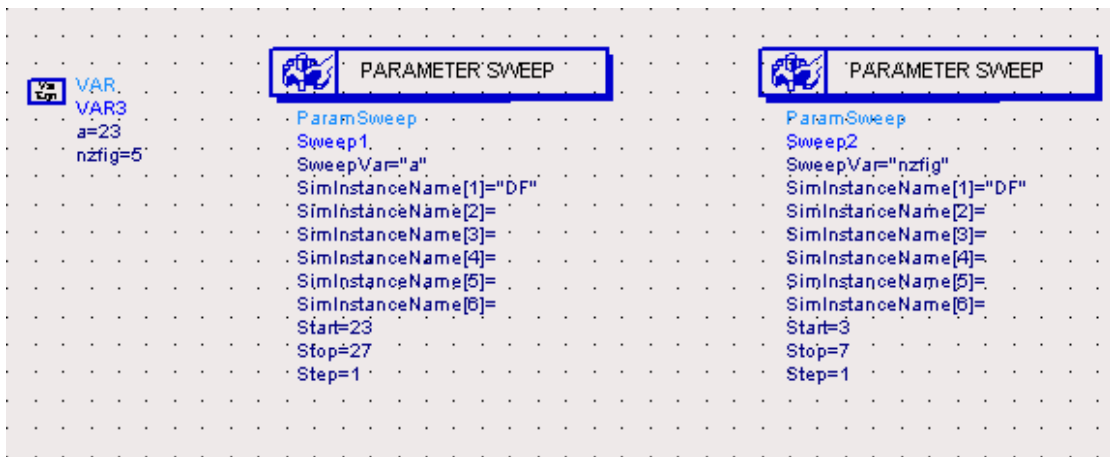 Var
Eqn
VAR
VAR3
a=23
nzfig=5
PARAMETER SWEEP
ParamSweep
Sweep1
SweepVar="a"
SimInstanceName[1]="DF"
SimInstanceName[2]=
SimInstanceName[3]=
SimInstanceName[4]=
SimInstanceName[5]=
SimInstanceName[6]=
Start=23
Stop=27
Step=1
PARAMETER SWEEP
ParamSweep
Sweep2
SweepVar="nzfig"
SimInstanceName[1]="DF"
SimInstanceName[2]=
SimInstanceName[3]=
SimInstanceName[4]=
SimInstanceName[5]=
SimInstanceName[6]=
Start=3
Stop=7
Step=1